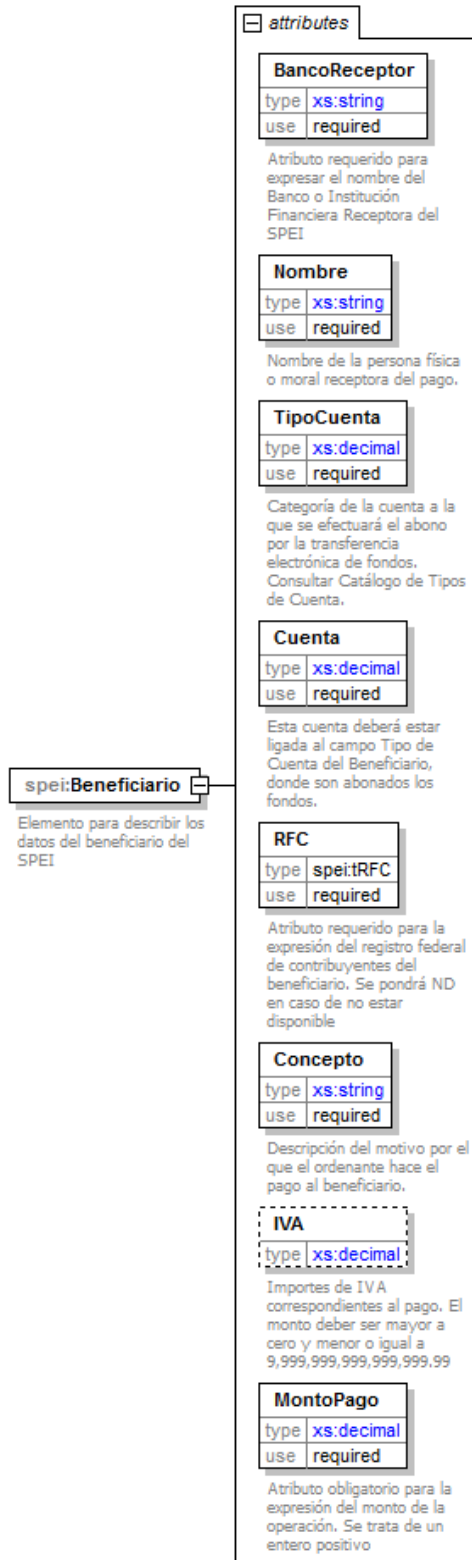 attributes
BancoReceptor
type xs:string
use required
Atributo requerido para
expresar el nombre del
Banco o Institución
Financiera Receptora del
SPEI
Nombre
type xs:string
use required
Nombre de la persona física
o moral receptora del pago.
TipoCuenta
type xs:decimal
use required
Categoría de la cuenta a la
que se efectuará el abono
por la transferencia
electrónica de fondos.
Consultar Catálogo de Tipos
de Cuenta.
Cuenta
type xs:decimal
use required
Esta cuenta deberá estar
ligada al campo Tipo de
Cuenta del Beneficiario,
donde son abonados los
fondos.
spei:Beneficiario
Elemento para describir los
datos del beneficiario del
SPEI
RFC
type spei:tRFC
use required
Atributo requerido para la
expresión del registro federal
de contribuyentes del
beneficiario. Se pondrá ND
en caso de no estar
disponible
Concepto
type xs:string
use required
Descripción del motivo por el
que el ordenante hace el
pago al beneficiario.
IVA
type xs:decimal
Importes de IVA
correspondientes al pago. El
monto deber ser mayor a
cero y menor o igual a
9,999,999,999,999,999.99
MontoPago
type xs:decimal
use required
Atributo obligatorio para la
expresión del monto de la
operación. Se trata de un
entero positivo